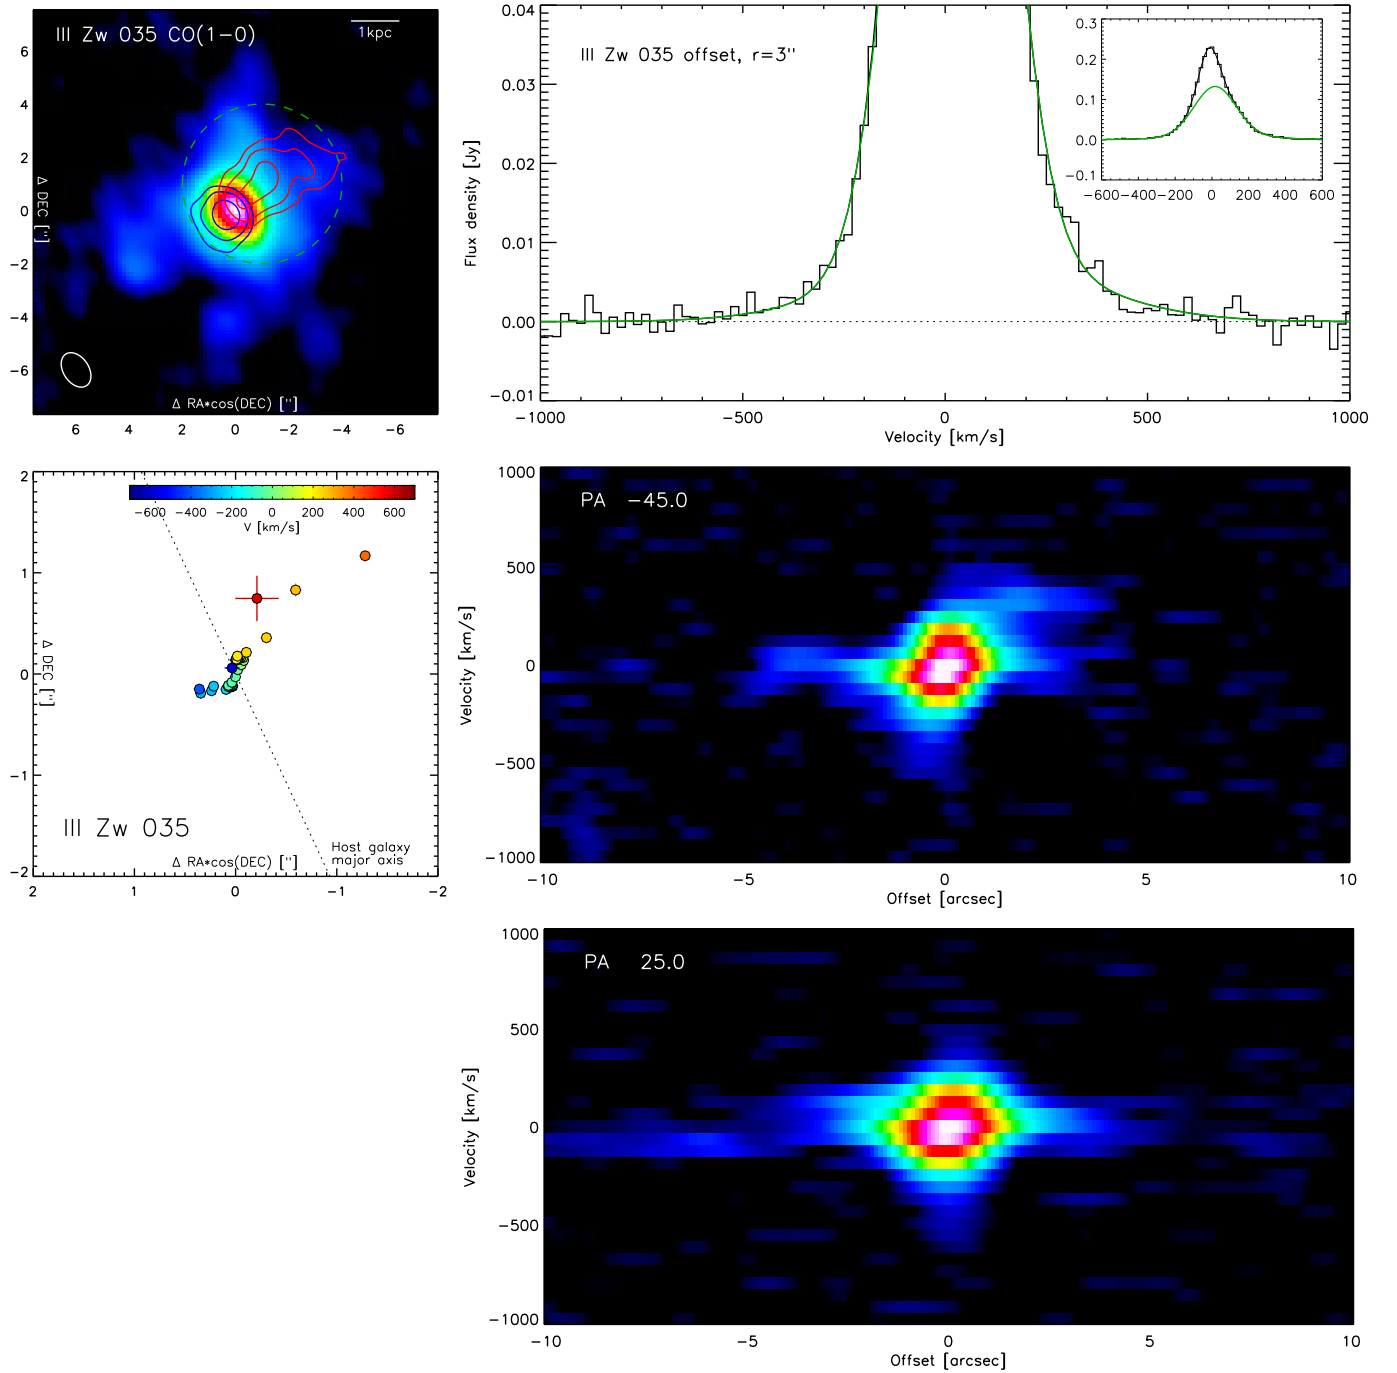 III Zw 035 CO(1-0)
1kpc
6
4
2
0
−2
−4
−6
Δ DEC ["]
Δ RA*cos(DEC) ["]
6 4 2 0 −2 −4 −6
III Zw 035 offset, r=3"
0.04
0.03
0.02
0.01
0.00
−0.01
Flux density [Jy]
−1000 −500 0 500 1000
Velocity [km/s]
0.3
0.2
0.1
0.0
−0.1
−600 −400 −200 0 200 400 600
2
1
0
−1
−2
−600 −400 −200 0 200 400 600
V [km/s]
Δ DEC ["]
III Zw 035
Host galaxy
major axis
Δ RA*cos(DEC) ["]
2 1 0 −1 −2
PA −45.0
1000
500
0
−500
−1000
Velocity [km/s]
−10 −5 0 5 10
Offset [arcsec]
PA 25.0
1000
500
0
−500
−1000
Velocity [km/s]
−10 −5 0 5 10
Offset [arcsec]